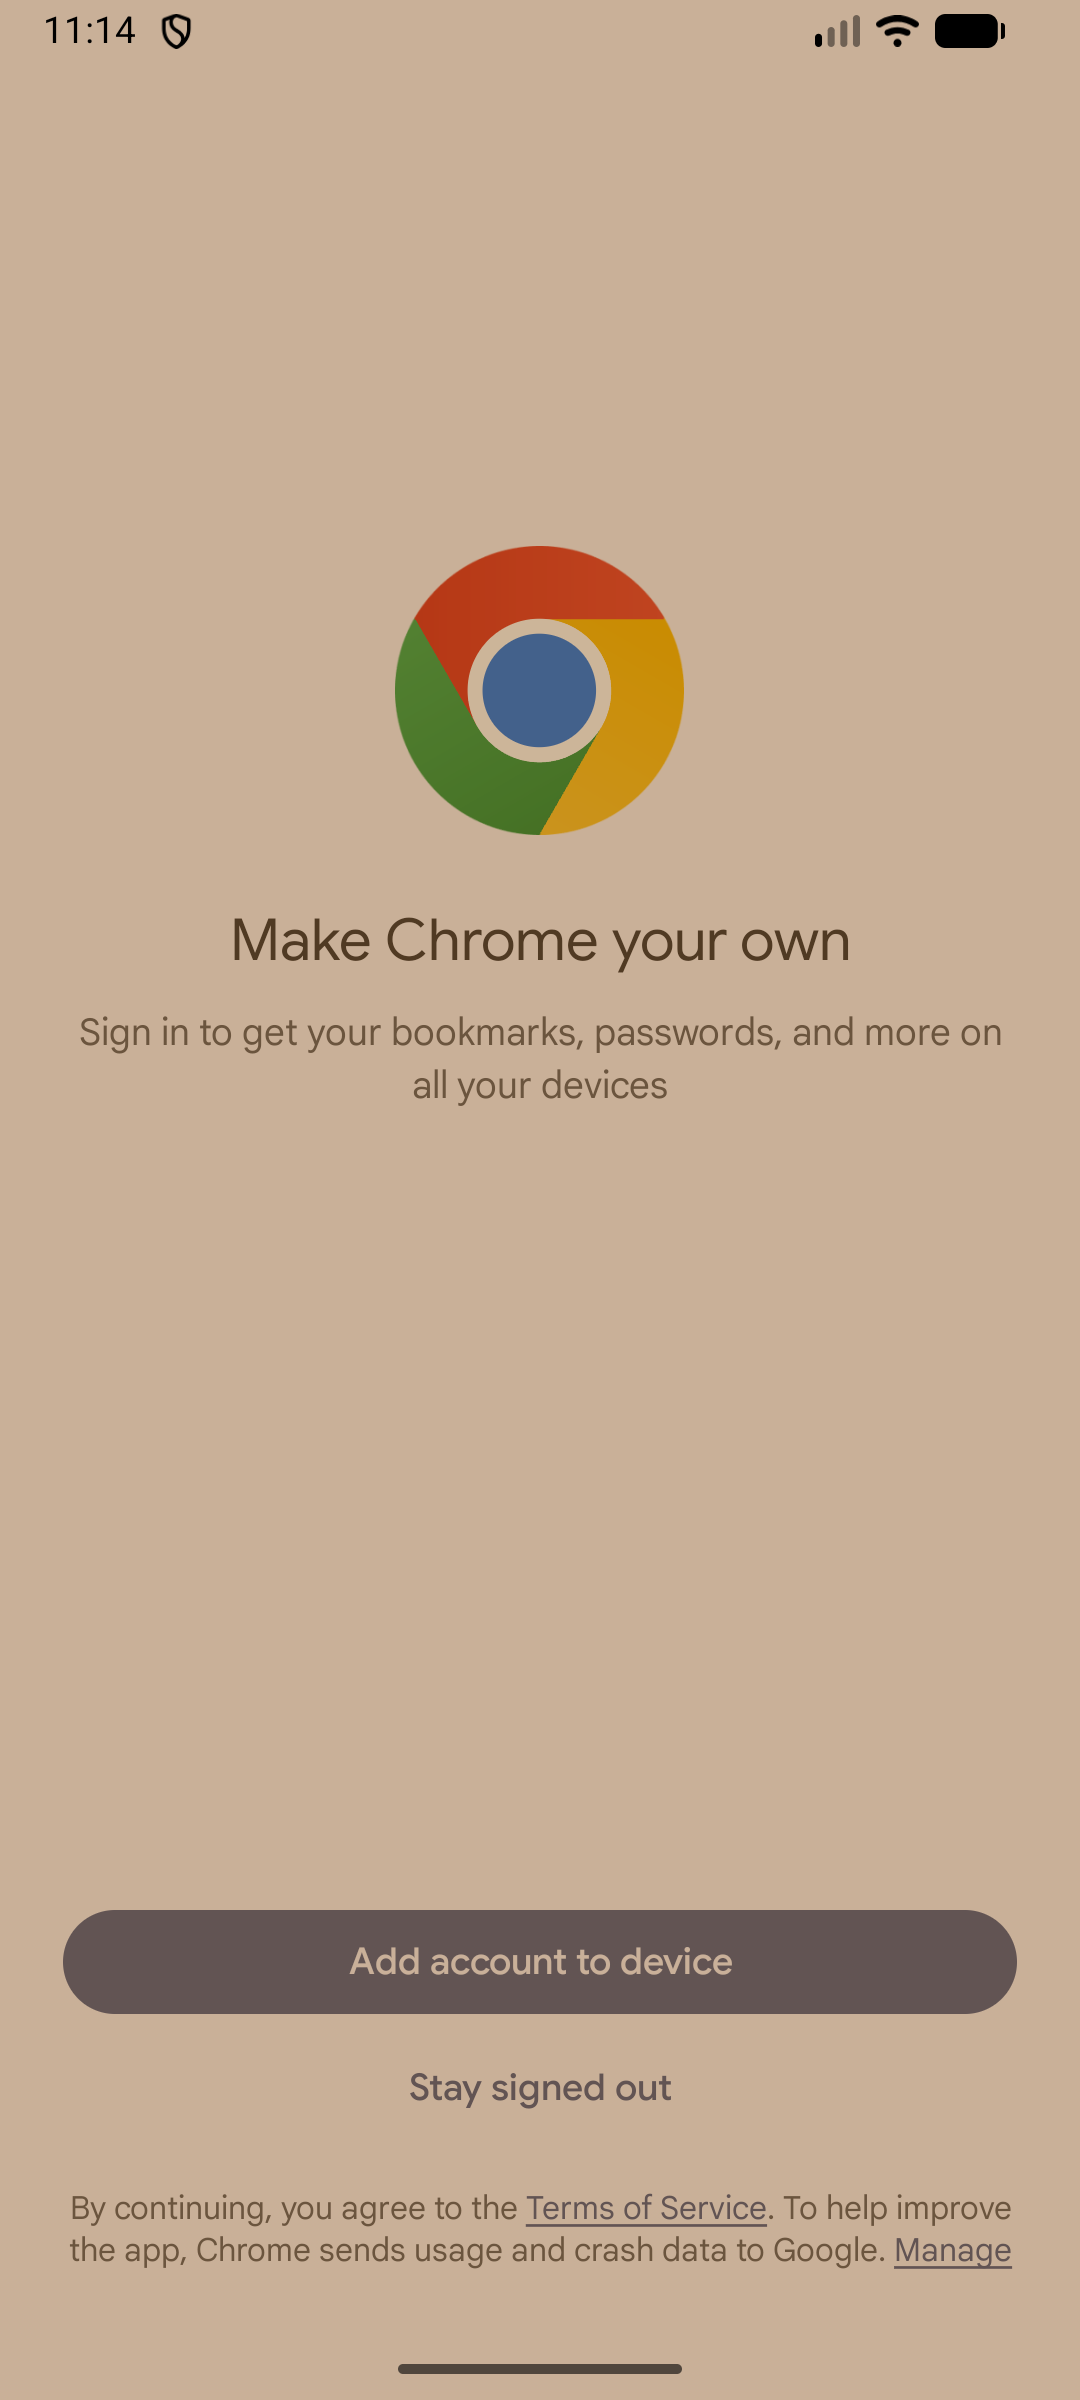 11:14
Make Chrome your own
Sign in to get your bookmarks, passwords, and more on
all your devices
Add account to device
Stay signed out
By continuing, you agree to the Terms of Service. To help improve
the app, Chrome sends usage and crash data to Google. Manage